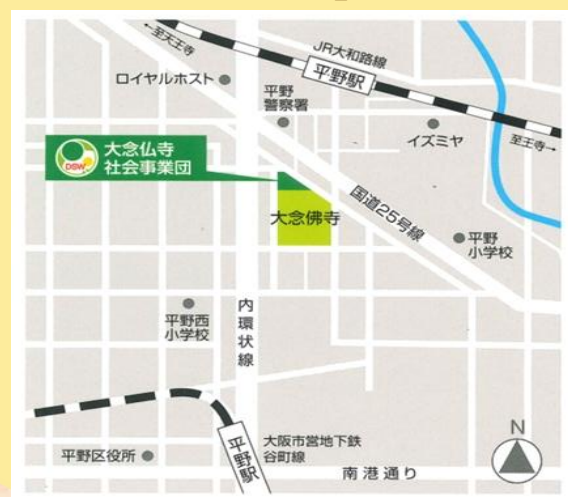 ←至天王寺
JR大和路線
平野駅
ロイヤルホスト
平野
警察署
イズミヤ
至王寺→
DSW
大念仏寺
社会事業団
大念佛寺
国道25号線
平野
小学校
内環状線
平野西
小学校
N
平野区役所
平野駅
大阪市営地下鉄
谷町線
南港通り